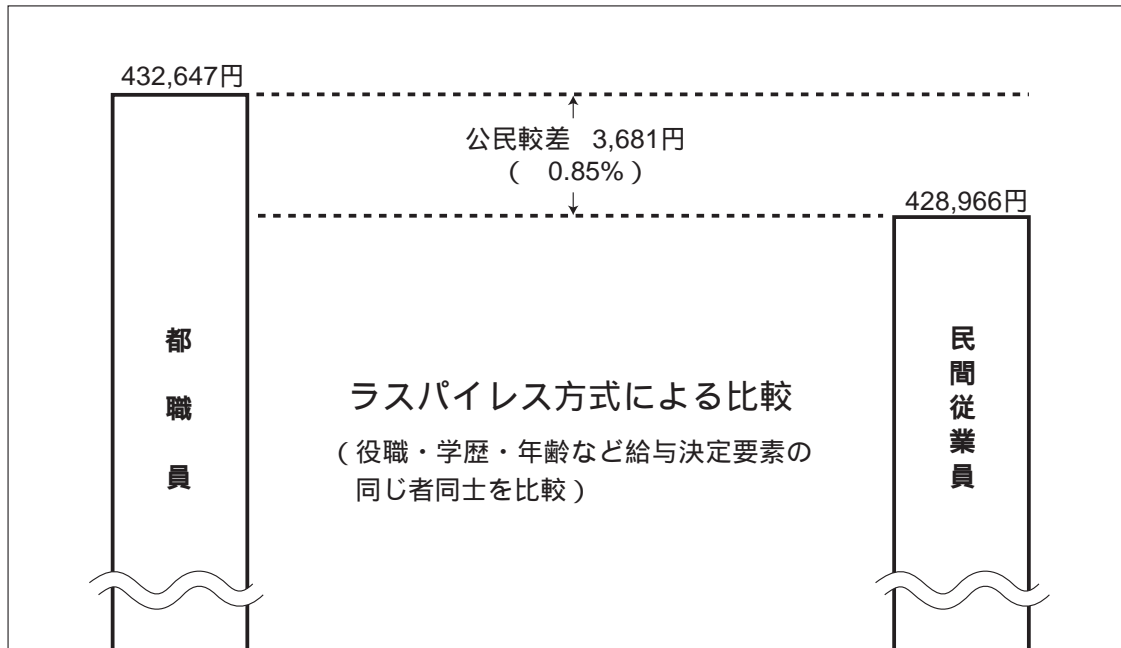 432,647円
公民較差 3,681円
( 0.85%)
428,966円
都職員
民間従業員
ラスパイレス方式による比較
(役職・学歴・年齢など給与決定要素の
同じ者同士を比較)